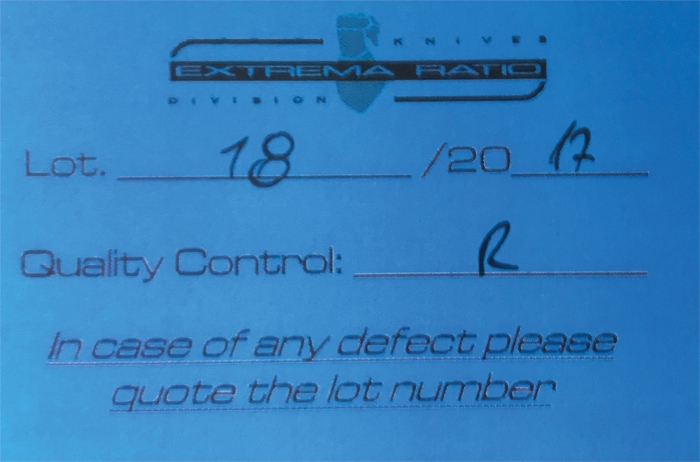 KNIVES
EXTREMA RATIO
DIVISION
Lot. 18 /20 17
Quality Control: R
In case of any defect please
quote the lot number